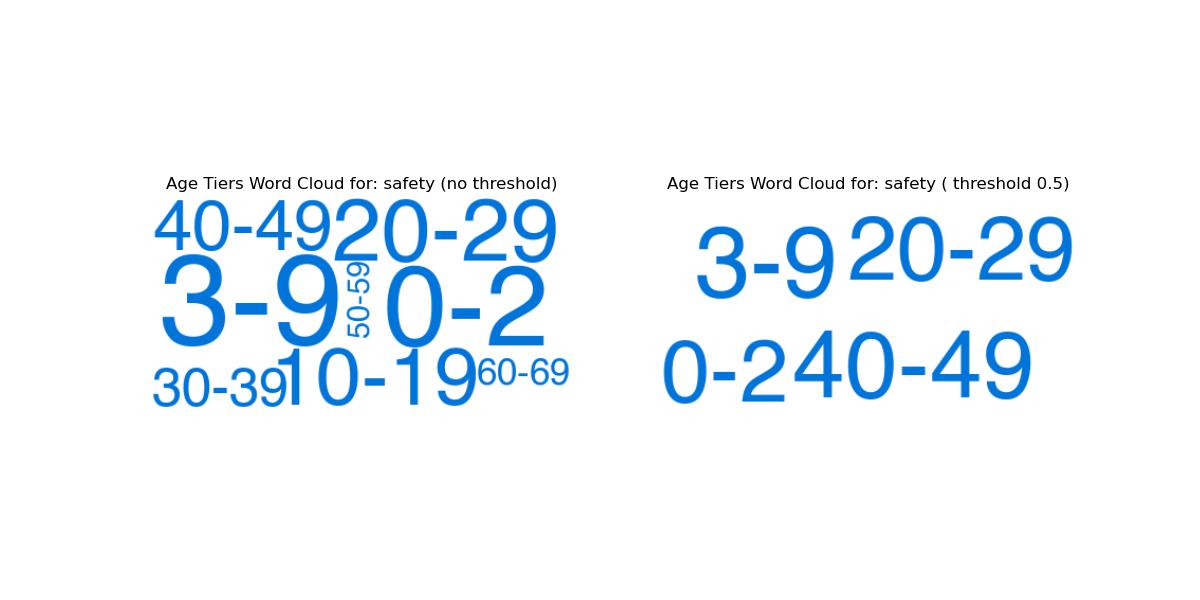 Age Tiers Word Cloud for: safety (no threshold)
40-49 20-29
3-9 50-59 0-2
30-39 10-19 60-69
Age Tiers Word Cloud for: safety ( threshold 0.5)
3-9 20-29
0-2 40-49